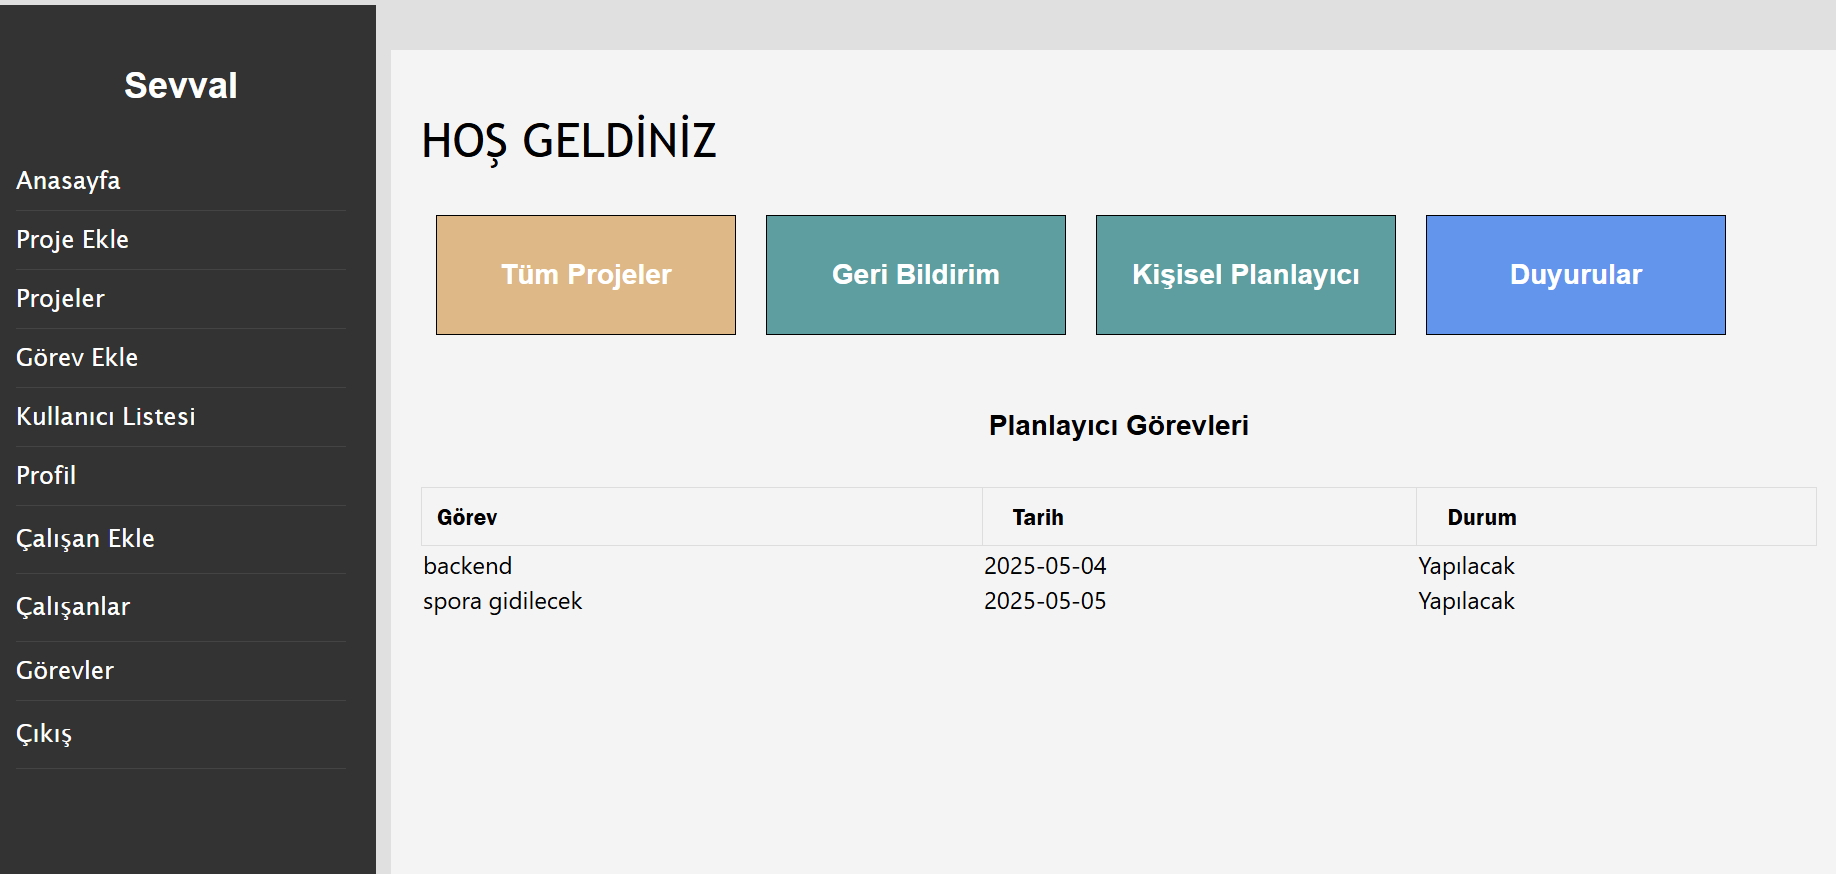 Sevval
Anasayfa
Proje Ekle
Projeler
Görev Ekle
Kullanıcı Listesi
Profil
Çalışan Ekle
Çalışanlar
Görevler
Çıkış
HOŞ GELDİNİZ
Tüm Projeler
Geri Bildirim
Kişisel Planlayıcı
Duyurular
Planlayıcı Görevleri
Görev Tarih Durum
backend 2025-05-04 Yapılacak
spora gidilecek 2025-05-05 Yapılacak